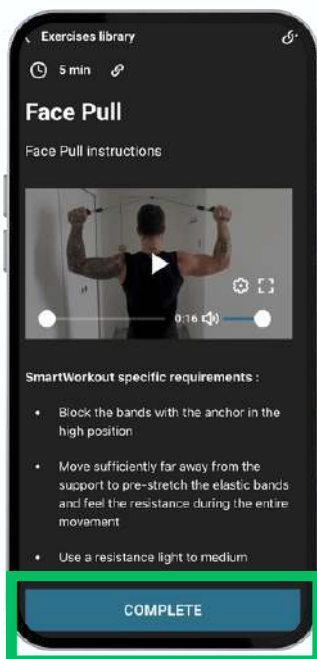 Exercises library
5 min
Face Pull
Face Pull instructions
0:16
SmartWorkout specific requirements :
• Block the bands with the anchor in the
high position
• Move sufficiently far away from the
support to pre-stretch the elastic bands
and feel the resistance during the entire
movement
• Use a resistance light to medium
COMPLETE